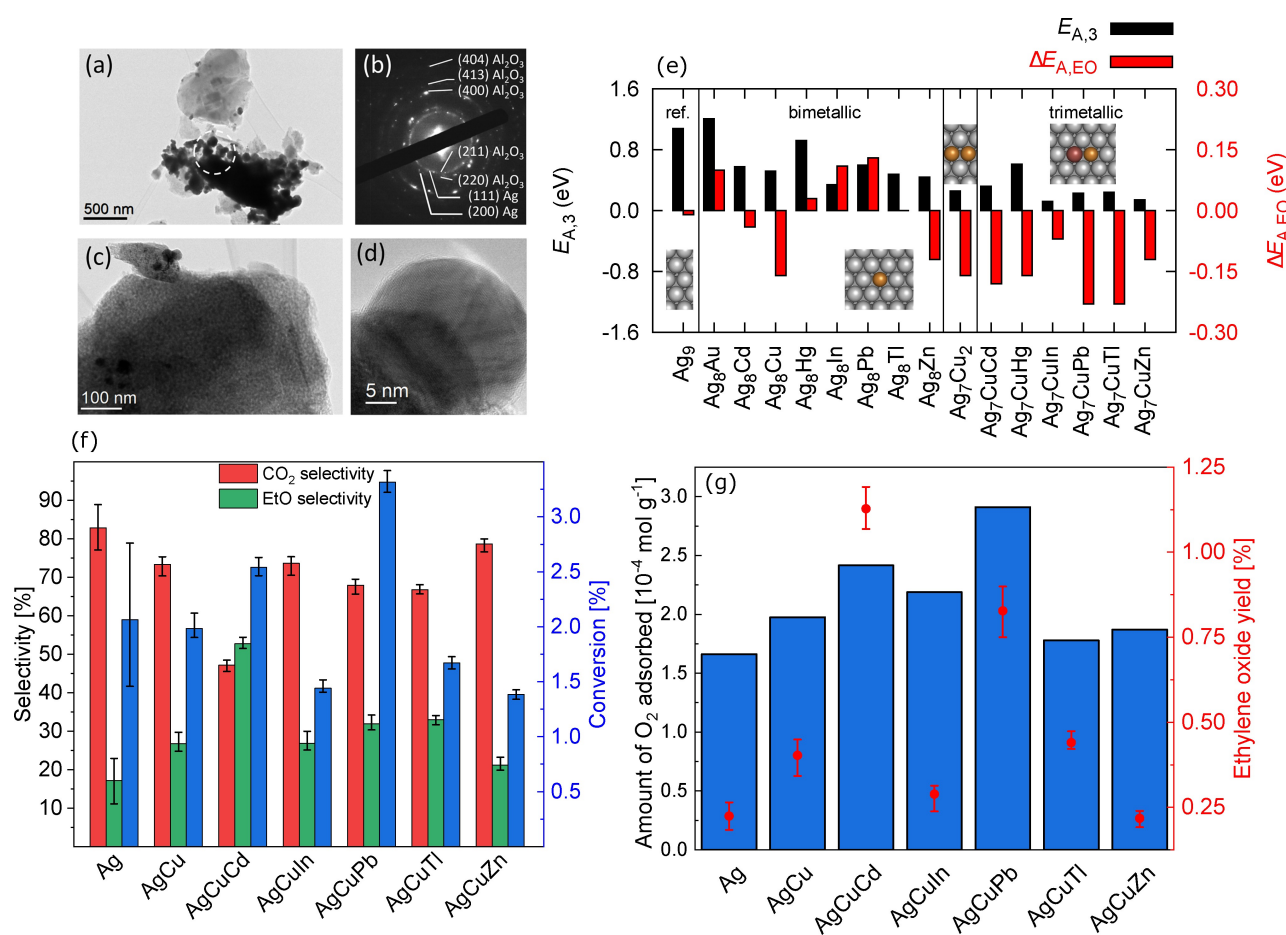 (a)
500 nm
(b)
(404) Al₂O₃
(413) Al₂O₃
(400) Al₂O₃
(211) Al₂O₃
(220) Al₂O₃
(111) Ag
(200) Ag
(c)
100 nm
(d)
5 nm
(e)
E_A,3
ΔE_A,EO
ref.
bimetallic
trimetallic
E_A,3 (eV)
1.6
0.8
0.0
-0.8
-1.6
ΔE_A,EO (eV)
0.30
0.15
0.00
-0.15
-0.30
Ag₉
Ag₈Au
Ag₈Cd
Ag₈Cu
Ag₈Hg
Ag₈In
Ag₈Pb
Ag₈Tl
Ag₈Zn
Ag₇Cu₂
Ag₇CuCd
Ag₇CuHg
Ag₇CuIn
Ag₇CuPb
Ag₇CuTl
Ag₇CuZn
(f)
CO₂ selectivity
EtO selectivity
Selectivity [%]
90
80
70
60
50
40
30
20
10
Conversion [%]
3.0
2.5
2.0
1.5
1.0
0.5
Ag
AgCu
AgCuCd
AgCuIn
AgCuPb
AgCuTl
AgCuZn
(g)
Amount of O₂ adsorbed [10⁻⁴ mol g⁻¹]
3.0
2.5
2.0
1.5
1.0
0.5
0.0
Ethylene oxide yield [%]
1.25
1.00
0.75
0.50
0.25
Ag
AgCu
AgCuCd
AgCuIn
AgCuPb
AgCuTl
AgCuZn